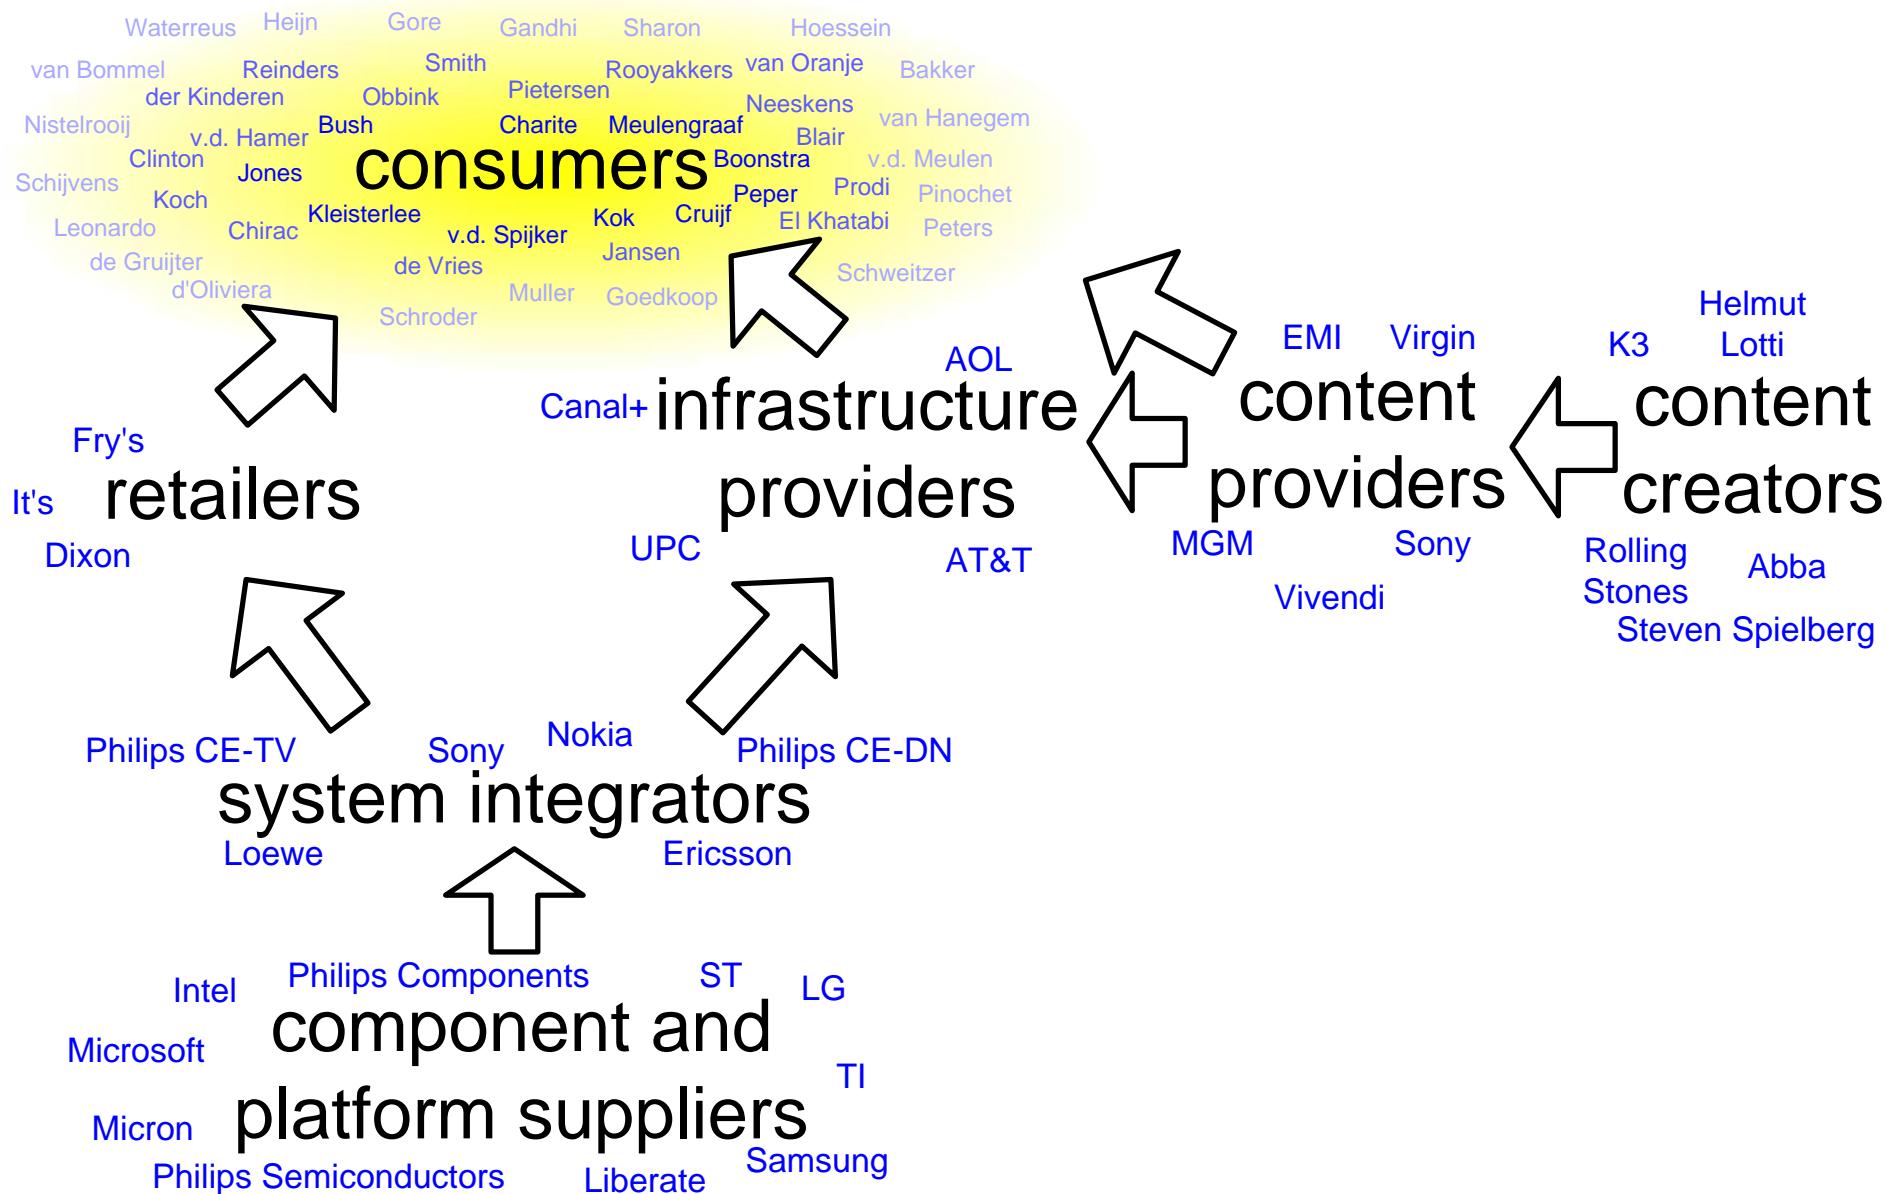 Waterreus
Heijn
Gore
Gandhi
Sharon
Hoessein
van Bommel
Reinders
Smith
Rooyakkers
van Oranje
Bakker
der Kinderen
Obbink
Pietersen
Neeskens
Nistelrooij
v.d. Hamer
Bush
Charite
Meulengraaf
Blair
van Hanegem
Clinton
Jones
consumers
Boonstra
v.d. Meulen
Schijvens
Koch
Peper
Prodi
Pinochet
Leonardo
Chirac
Kleisterlee
v.d. Spijker
Kok
Cruijf
El Khatabi
Peters
de Gruijter
de Vries
Jansen
Schweitzer
d'Oliviera
Muller
Goedkoop
Schroder
Fry's
It's
retailers
Dixon
AOL
Canal+
infrastructure
providers
UPC
AT&T
EMI
Virgin
content
providers
MGM
Sony
Vivendi
Helmut
Lotti
K3
content
creators
Rolling
Stones
Abba
Steven Spielberg
Philips CE-TV
Sony
Nokia
Philips CE-DN
system integrators
Loewe
Ericsson
Intel
Philips Components
ST
LG
component and
Microsoft
TI
platform suppliers
Micron
Samsung
Philips Semiconductors
Liberate